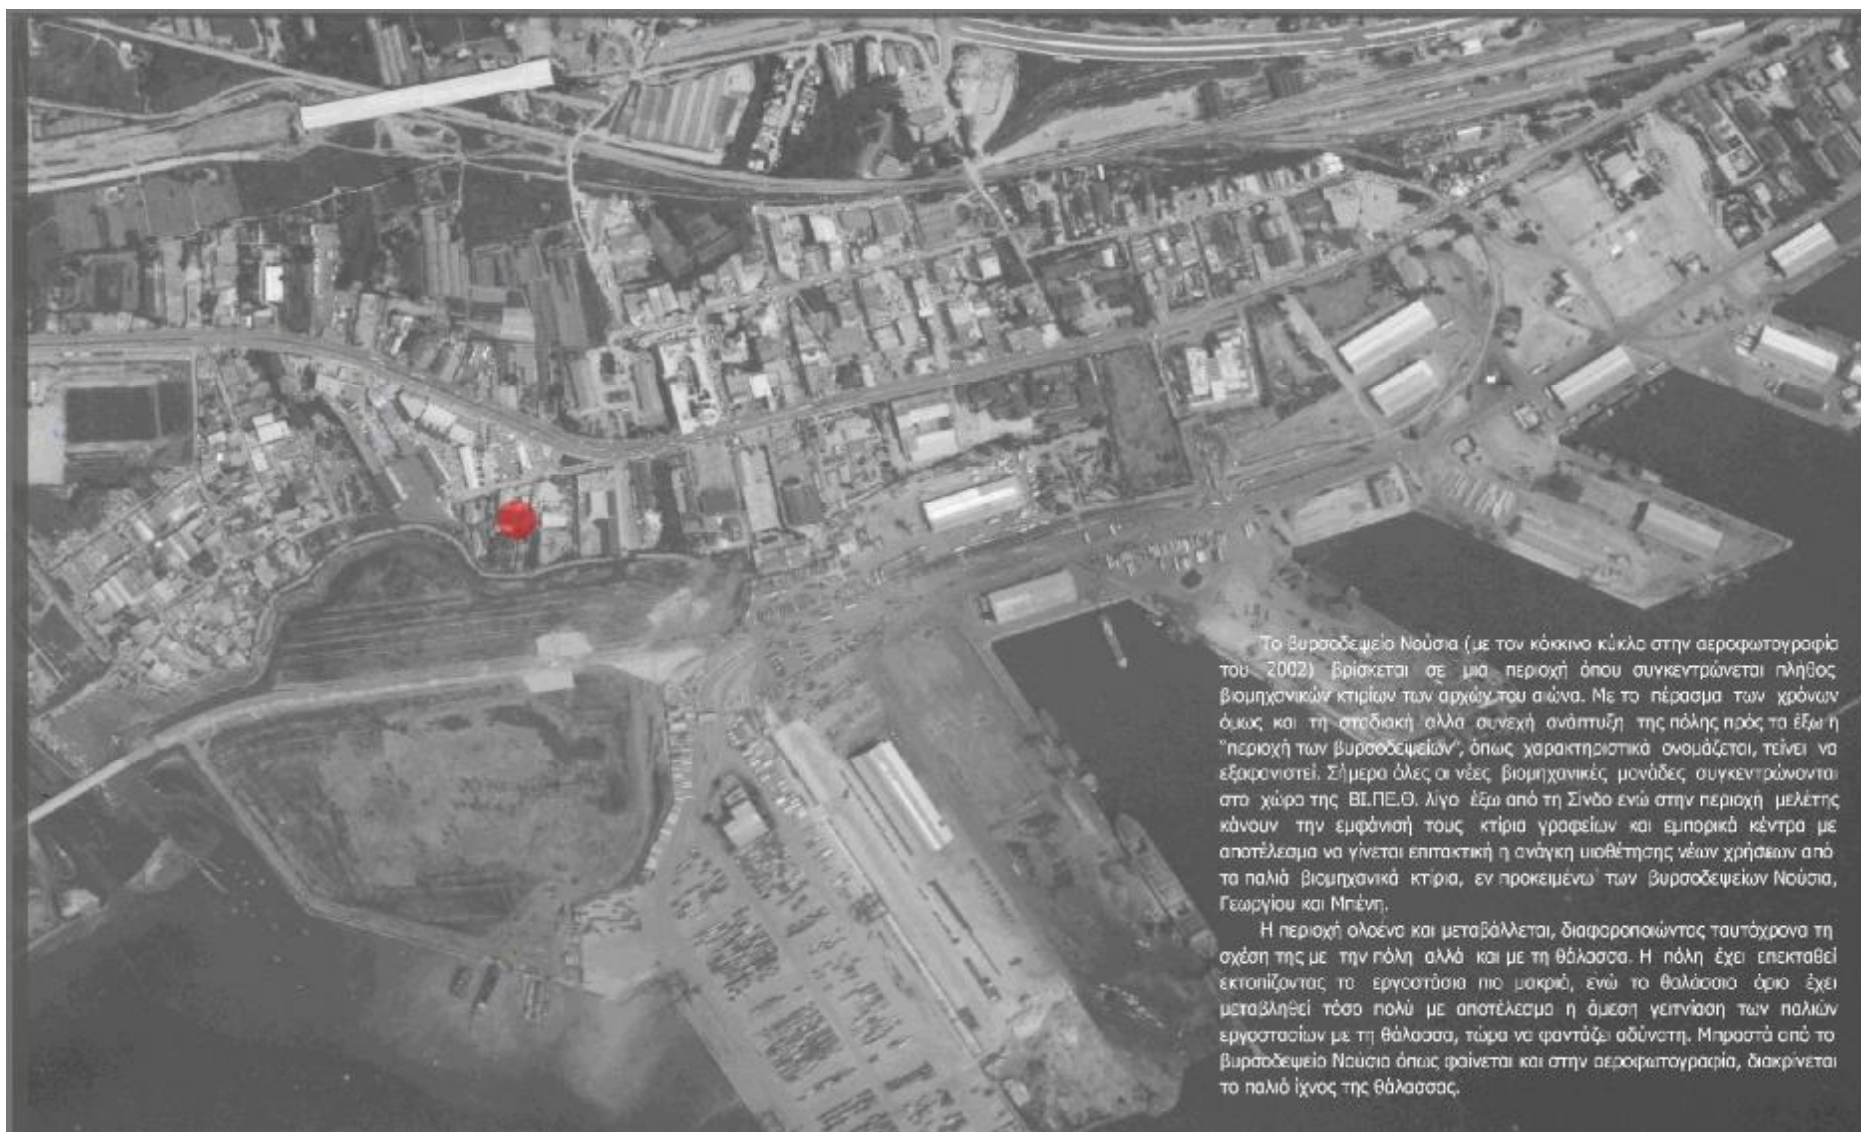 Το βυρσοδεψείο Νούσια (με τον κόκκινο κύκλο στην αεροφωτογραφία
του 2002) βρίσκεται σε μια περιοχή όπου συγκεντρώνεται πλήθος
βιομηχανικών κτιρίων των αρχών του αιώνα. Με το πέρασμα των χρόνων
όμως και τη σταδιακή αλλα συνεχή ανάπτυξη της πόλης πρός τα έξω η
"περιοχή των βυρσοδεψείων", όπως χαρακτηριστικά ονομάζεται, τείνει να
εξαφανιστεί. Σήμερα όλες οι νέες βιομηχανικές μονάδες συγκεντρώνονται
στο χώρο της ΒΙ.ΠΕ.Θ. λίγο έξω από τη Σίνδο ενώ στην περιοχή μελέτης
κάνουν την εμφάνισή τους κτίρια γραφείων και εμπορικά κέντρα με
αποτέλεσμα να γίνεται επιτακτική η ανάγκη υιοθέτησης νέων χρήσεων από
τα παλιά βιομηχανικά κτίρια, εν προκειμένω των βυρσοδεψείων Νούσια,
Γεωργίου και Μπένη.
Η περιοχή ολοένα και μεταβάλλεται, διαφοροποιώντας ταυτόχρονα τη
σχέση της με την πόλη αλλά και με τη θάλασσα. Η πόλη έχει επεκταθεί
εκτοπίζοντας τα εργοστάσια πιο μακριά, ενώ το θαλάσσιο όριο έχει
μεταβληθεί τόσο πολύ με αποτέλεσμα η άμεση γειτνίαση των παλιών
εργοστασίων με τη θάλασσα, τώρα να φαντάζει αδύνατη. Μπροστά από το
βυρσοδεψείο Νούσια όπως φαίνεται και στην αεροφωτογραφία, διακρίνεται
το παλιό ίχνος της θάλασσας.